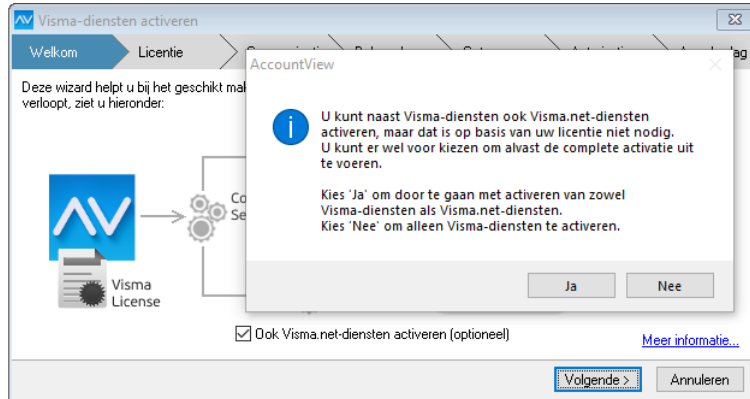 Visma-diensten activeren
Welkom
Licentie
AccountView
Deze wizard helpt u bij het geschikt
verloopt, ziet u hieronder:
U kunt naast Visma-diensten ook Visma.net-diensten
activeren, maar dat is op basis van uw licentie niet nodig.
U kunt er wel voor kiezen om alvast de complete activatie uit
te voeren.
Kies 'Ja' om door te gaan met activeren van zowel
Visma-diensten als Visma.net-diensten.
Kies 'Nee' om alleen Visma-diensten te activeren.
Ja
Nee
Visma
License
Ook Visma.net-diensten activeren (optioneel)
Meer informatie...
Volgende >
Annuleren